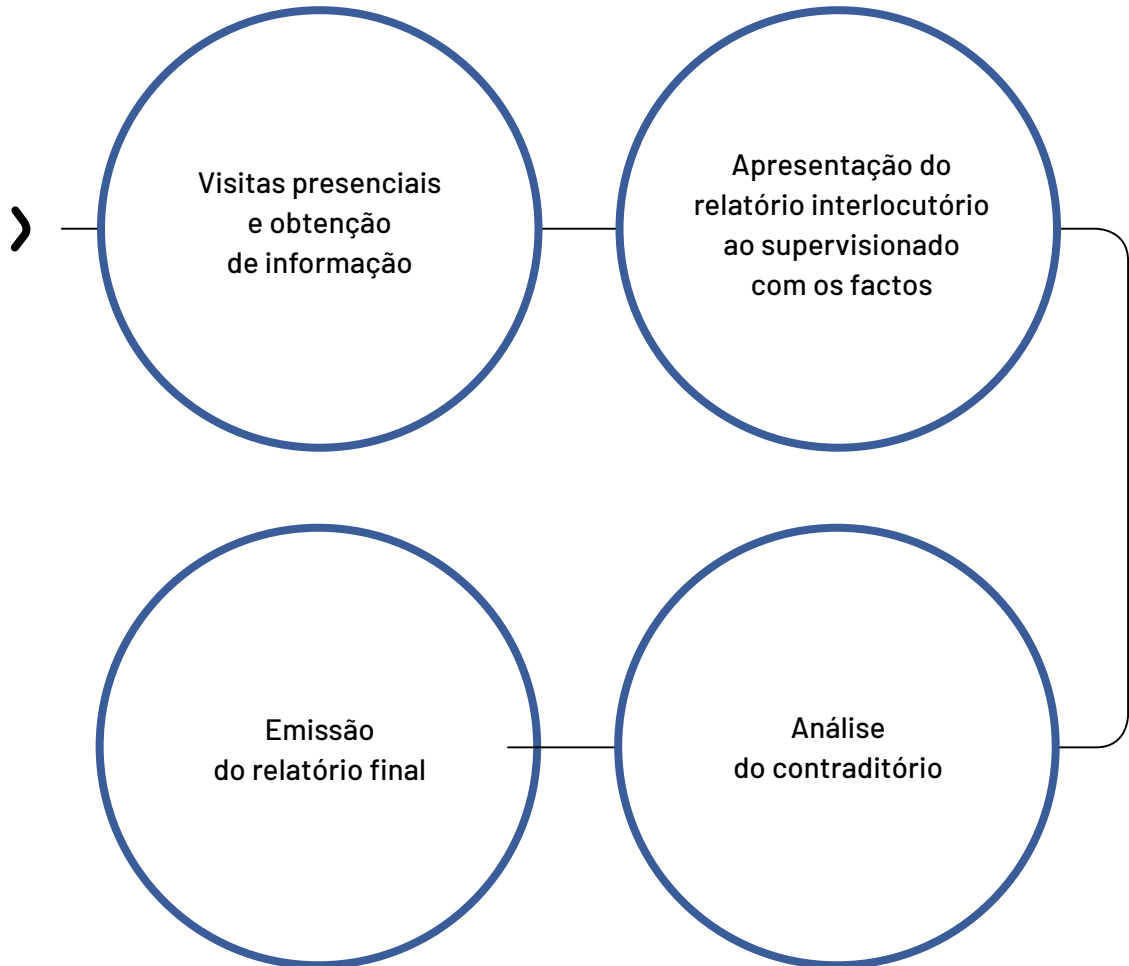 Visitas presenciais
e obtenção
de informação
Apresentação do
relatório interlocutório
ao supervisionado
com os factos
Análise
do contraditório
Emissão
do relatório final